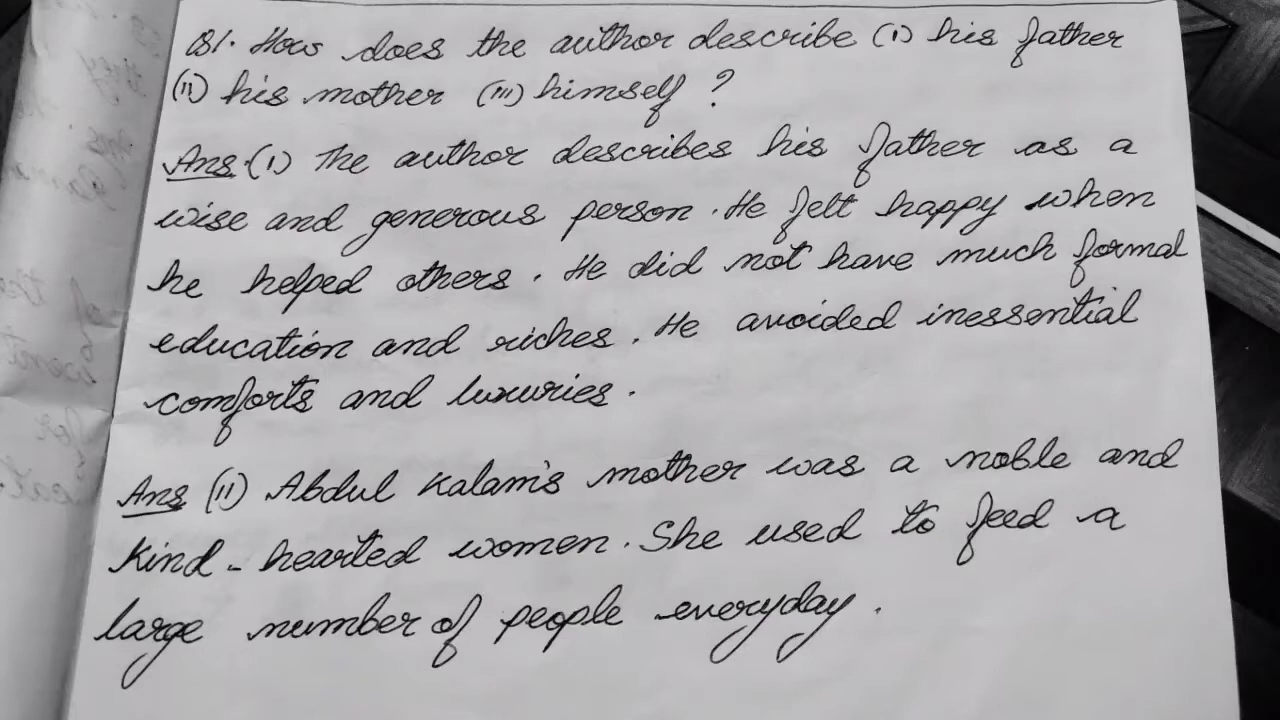 Q1. How does the author describe (i) his father
(ii) his mother (iii) himself ?
Ans.(i) The author describes his father as a
wise and generous person. He felt happy when
he helped others. He did not have much formal
education and riches. He avoided inessential
comforts and luxuries.
Ans (ii) Abdul Kalam's mother was a noble and
kind-hearted women. She used to feed a
large number of people everyday.